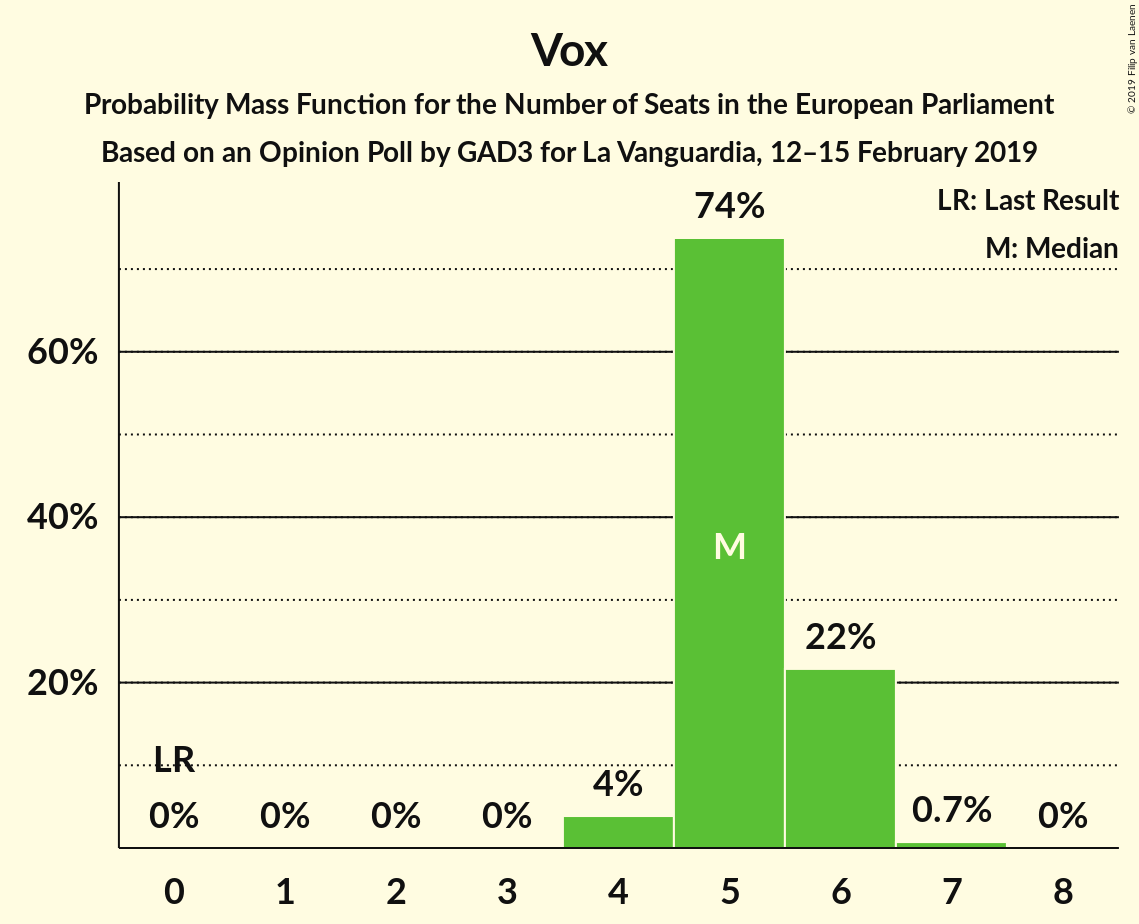 Vox
Probability Mass Function for the Number of Seats in the European Parliament
Based on an Opinion Poll by GAD3 for La Vanguardia, 12–15 February 2019
© 2019 Filip van Laenen
LR: Last Result
M: Median
74%
60%
40%
M
22%
20%
LR
0%
0%
0%
0%
4%
0.7%
0%
0
1
2
3
4
5
6
7
8